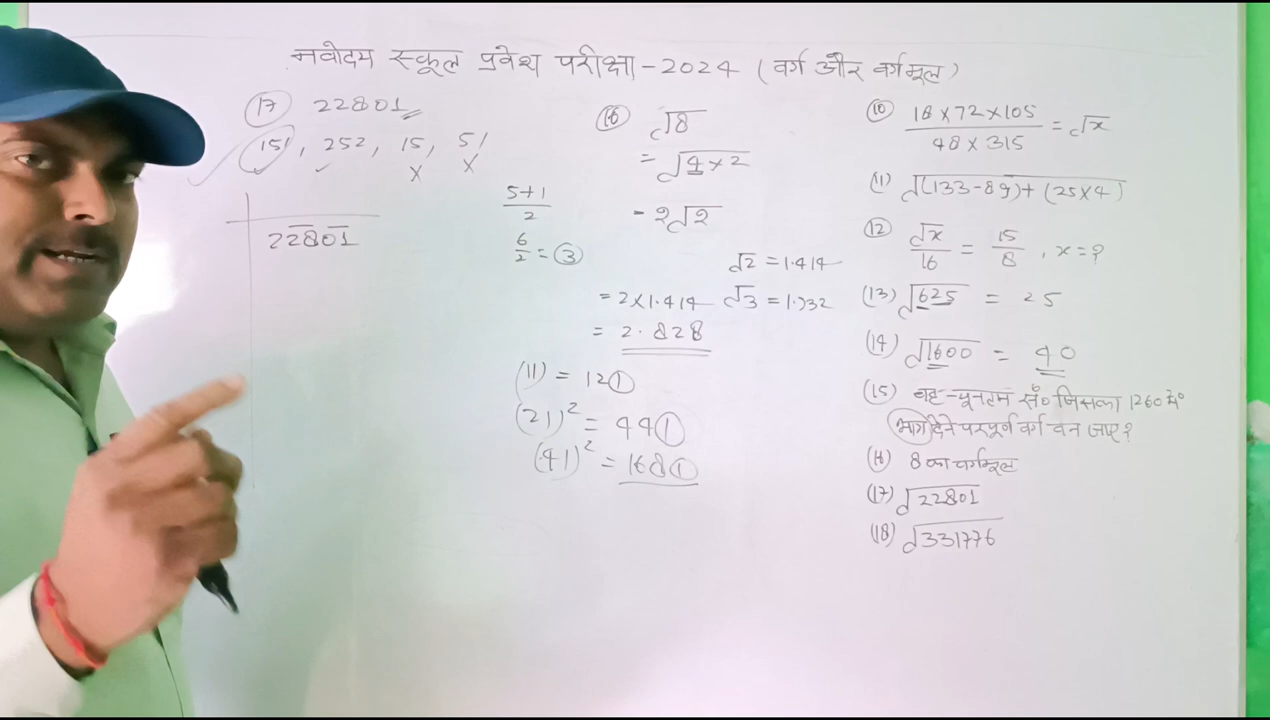 नवोदय स्कूल प्रवेश परीक्षा-2024 (वर्ग और वर्गमूल)
(17) 22801
151, 252, 15, 51
x x
22801
5+1
2
6/2 = 3
(16) √8
= √4×2
- 2√2
√2 = 1.414
= 2×1.414 √3 = 1.732
= 2.828
(11) = 121
(21)² = 441
(41)² = 1681
(10) 18×72×105 / 48×315 = √x
(11) √(133-89)+(25×4)
(12) √x/16 = 15/8, x=?
(13) √625 = 25
(14) √1600 = 40
(15) वह न्यूनतम सं० जिसका 1260 में
भाग देने पर पूर्ण वर्ग बन जाए?
(16) 8 का वर्गमूल
(17) √22801
(18) √331776